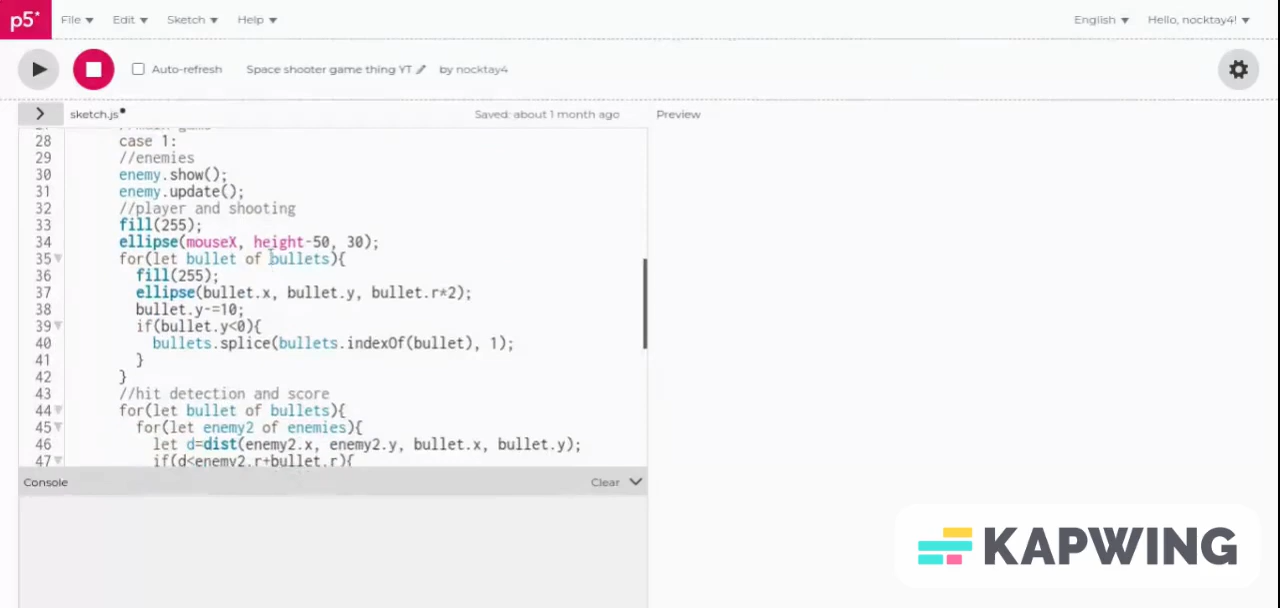 p5*
File Edit Sketch Help English Hello, nocktay4!
Auto-refresh Space shooter game thing YT by nocktay4
sketch.js Saved: about 1 month ago Preview
28 case 1:
29 //enemies
30 enemy.show();
31 enemy.update();
32 //player and shooting
33 fill(255);
34 ellipse(mouseX, height-50, 30);
35 for(let bullet of bullets){
36 fill(255);
37 ellipse(bullet.x, bullet.y, bullet.r*2);
38 bullet.y-=10;
39 if(bullet.y<0){
40 bullets.splice(bullets.indexOf(bullet), 1);
41 }
42 }
43 //hit detection and score
44 for(let bullet of bullets){
45 for(let enemy2 of enemies){
46 let d=dist(enemy2.x, enemy2.y, bullet.x, bullet.y);
47 if(d<enemy2.r+bullet.r){
Console Clear
KAPWING